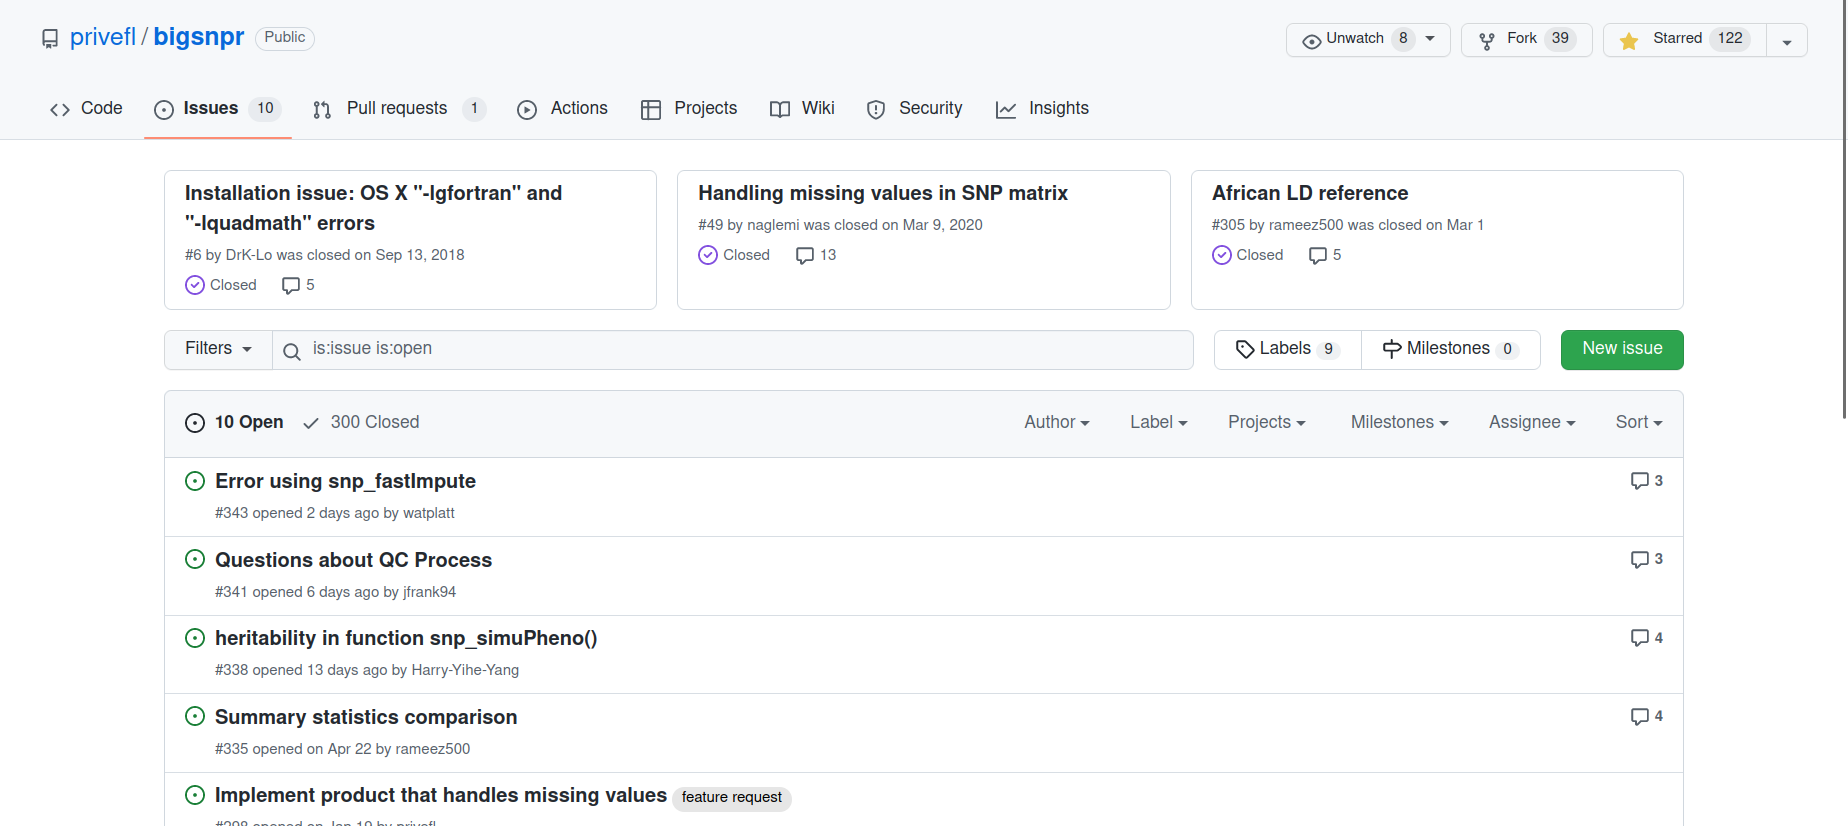 privefl / bigsnpr Public
Unwatch 8 Fork 39 Starred 122
Code Issues 10 Pull requests 1 Actions Projects Wiki Security Insights
Installation issue: OS X "-lgfortran" and
"-lquadmath" errors
#6 by DrK-Lo was closed on Sep 13, 2018
Closed 5
Handling missing values in SNP matrix
#49 by naglemi was closed on Mar 9, 2020
Closed 13
African LD reference
#305 by rameez500 was closed on Mar 1
Closed 5
Filters is:issue is:open Labels 9 Milestones 0 New issue
10 Open 300 Closed Author Label Projects Milestones Assignee Sort
Error using snp_fastImpute 3
#343 opened 2 days ago by watplatt
Questions about QC Process 3
#341 opened 6 days ago by jfrank94
heritability in function snp_simuPheno() 4
#338 opened 13 days ago by Harry-Yihe-Yang
Summary statistics comparison 4
#335 opened on Apr 22 by rameez500
Implement product that handles missing values feature request
opened on Jan by privefl